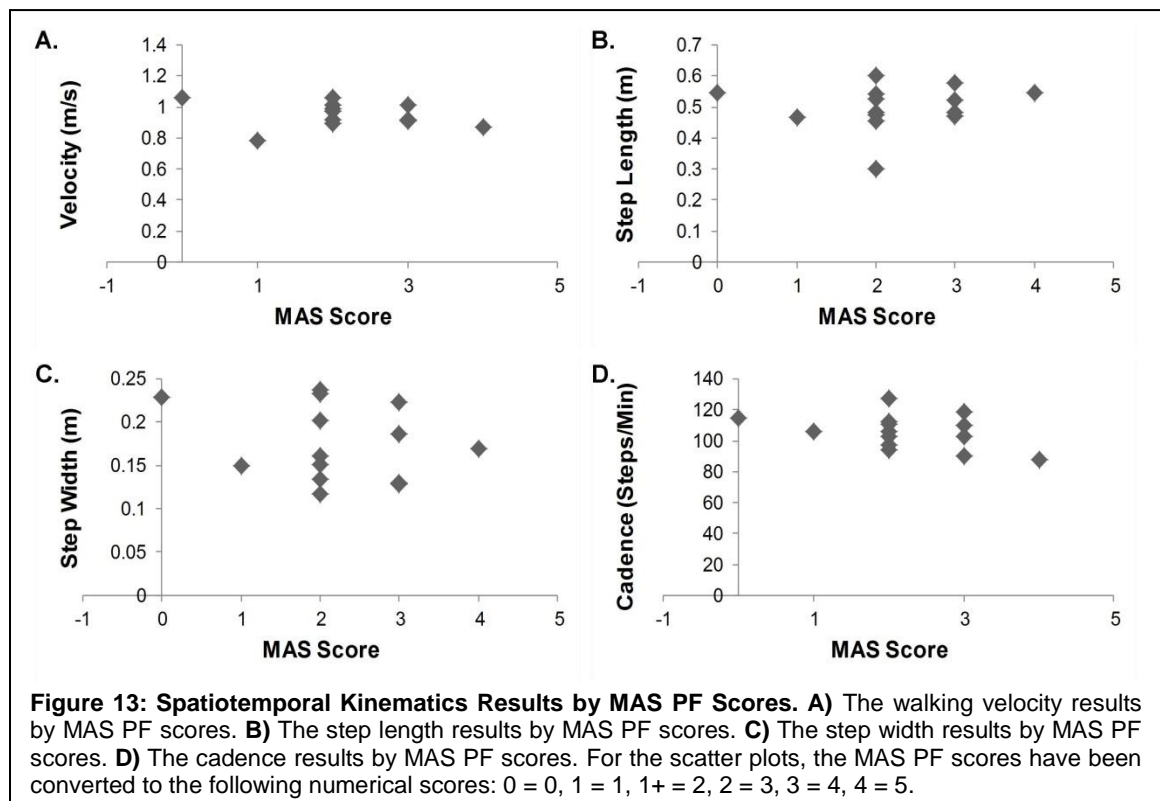 A.
1.4
1.2
1
0.8
0.6
0.4
0.2
0
-1 1 3 5
Velocity (m/s)
MAS Score
B.
0.7
0.6
0.5
0.4
0.3
0.2
0.1
0
-1 0 1 2 3 4 5
Step Length (m)
MAS Score
C.
0.25
0.2
0.15
0.1
0.05
0
-1 0 1 2 3 4 5
Step Width (m)
MAS Score
D.
140
120
100
80
60
40
20
0
-1 1 3 5
Cadence (Steps/Min)
MAS Score
Figure 13: Spatiotemporal Kinematics Results by MAS PF Scores. A) The walking velocity results
by MAS PF scores. B) The step length results by MAS PF scores. C) The step width results by MAS PF
scores. D) The cadence results by MAS PF scores. For the scatter plots, the MAS PF scores have been
converted to the following numerical scores: 0 = 0, 1 = 1, 1+ = 2, 2 = 3, 3 = 4, 4 = 5.